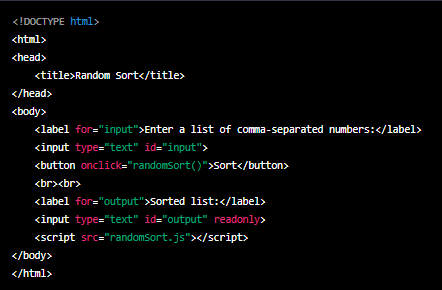 <!DOCTYPE html>
<html>
<head>
    <title>Random Sort</title>
</head>
<body>
    <label for="input">Enter a list of comma-separated numbers:</label>
    <input type="text" id="input">
    <button onclick="randomSort()">Sort</button>
    <br><br>
    <label for="output">Sorted list:</label>
    <input type="text" id="output" readonly>
    <script src="randomSort.js"></script>
</body>
</html>